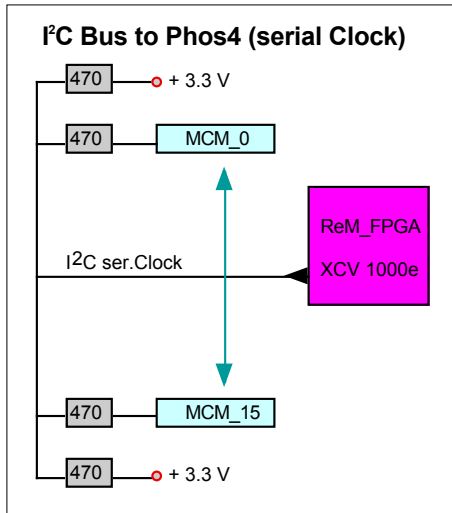 I²C Bus to Phos4 (serial Clock)
470
+ 3.3 V
470
MCM_0
ReM_FPGA
I2C ser.Clock
XCV 1000e
470
MCM_15
470
+ 3.3 V